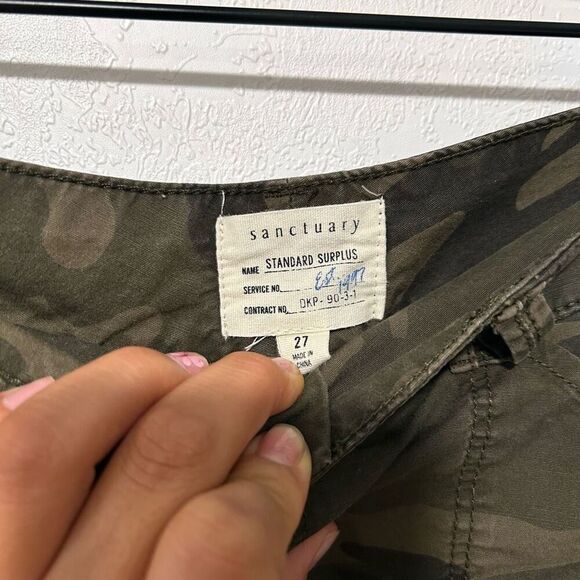 sanctuary
NAME STANDARD SURPLUS
SERVICE NO. Est. 1997
CONTRACT NO. DKP- 90-3-1
27
MADE IN
CHINA